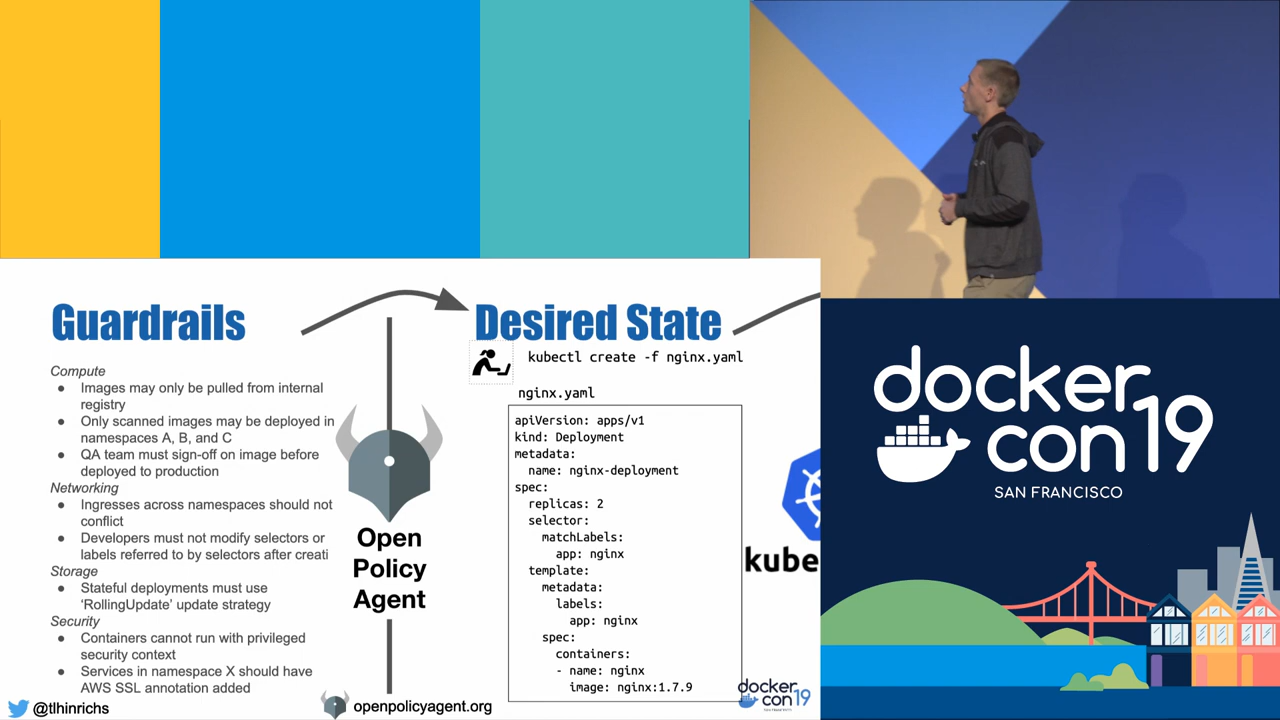 Guardrails
Compute
● Images may only be pulled from internal
registry
● Only scanned images may be deployed in
namespaces A, B, and C
● QA team must sign-off on image before
deployed to production
Networking
● Ingresses across namespaces should not
conflict
● Developers must not modify selectors or
labels referred to by selectors after creati
Storage
● Stateful deployments must use
‘RollingUpdate’ update strategy
Security
● Containers cannot run with privileged
security context
● Services in namespace X should have
AWS SSL annotation added
@tlhinrichs
Open
Policy
Agent
openpolicyagent.org
Desired State
kubectl create -f nginx.yaml
nginx.yaml
apiVersion: apps/v1
kind: Deployment
metadata:
  name: nginx-deployment
spec:
  replicas: 2
  selector:
    matchLabels:
      app: nginx
  template:
    metadata:
      labels:
        app: nginx
    spec:
      containers:
      - name: nginx
        image: nginx:1.7.9
kube
docker
con 19
docker
con 19
SAN FRANCISCO